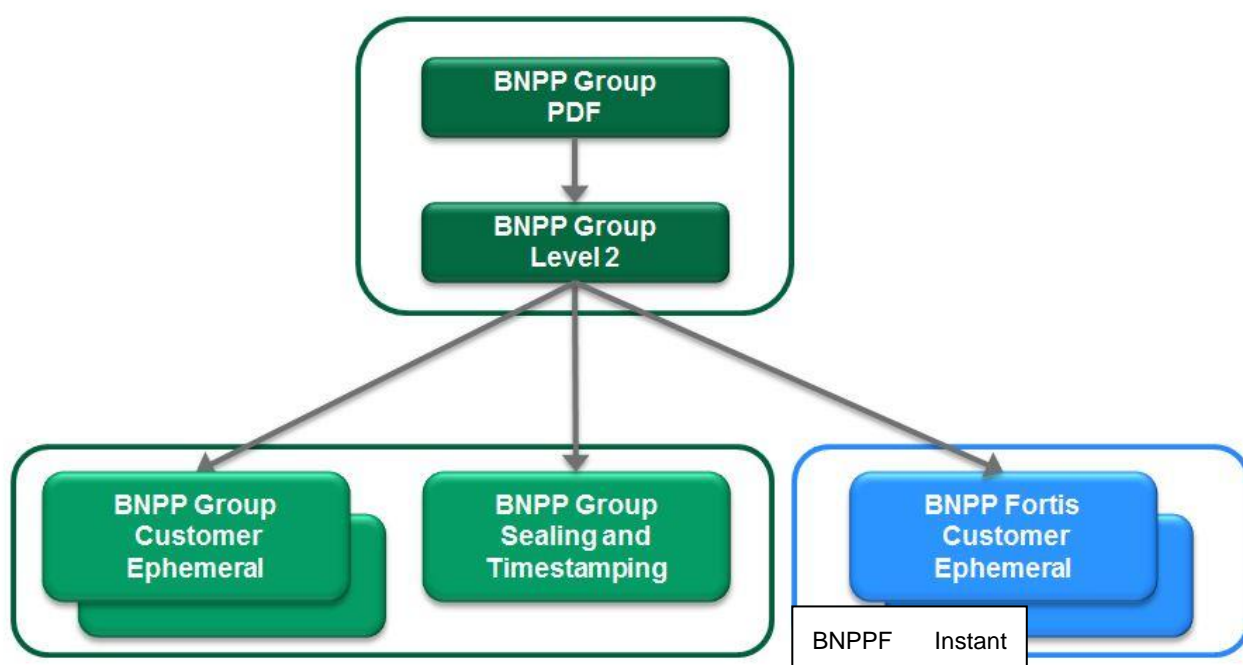 BNPP Group
PDF
BNPP Group
Level 2
BNPP Group
Customer
Ephemeral
BNPP Group
Sealing and
Timestamping
BNPP Fortis
Customer
Ephemeral
BNPPF Instant